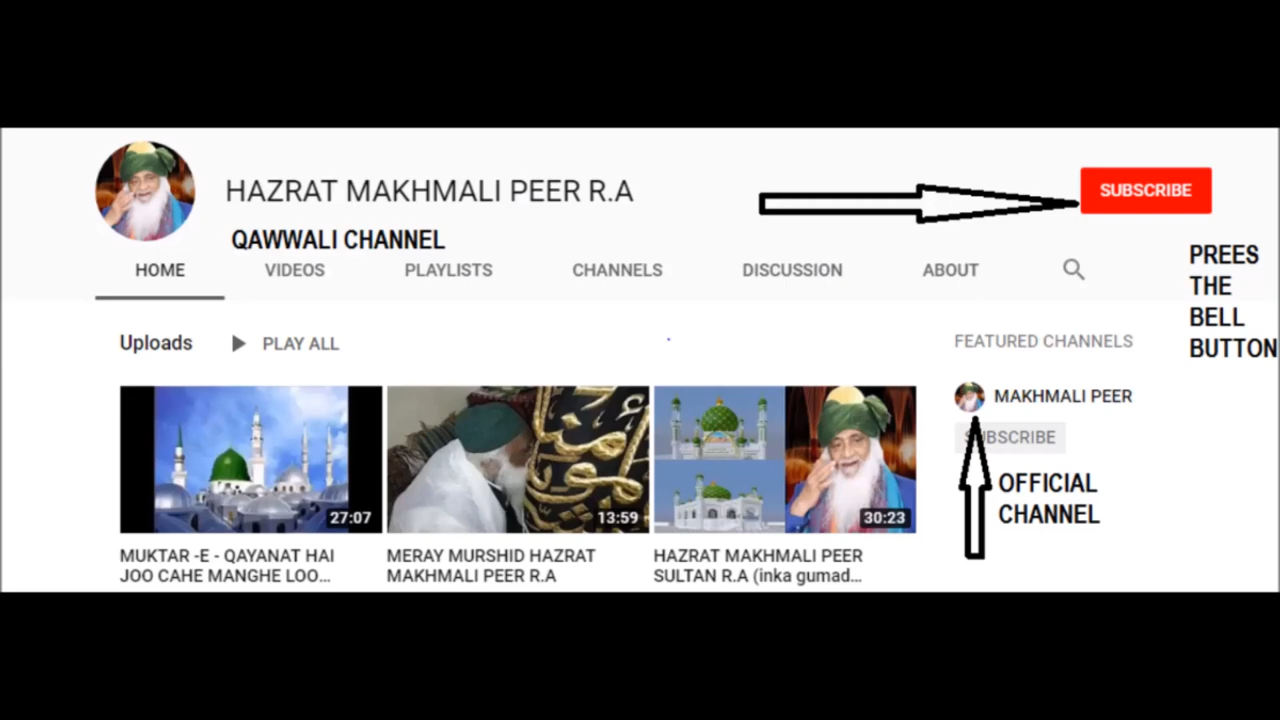 HAZRAT MAKHMALI PEER R.A
SUBSCRIBE
QAWWALI CHANNEL
HOME VIDEOS PLAYLISTS CHANNELS DISCUSSION ABOUT
PREES
THE
BELL
BUTTON
Uploads PLAY ALL
FEATURED CHANNELS
MAKHMALI PEER
SUBSCRIBE
OFFICIAL
CHANNEL
27:07
MUKTAR -E - QAYANAT HAI
JOO CAHE MANGHE LOO...
13:59
MERAY MURSHID HAZRAT
MAKHMALI PEER R.A
30:23
HAZRAT MAKHMALI PEER
SULTAN R.A (inka gumad...